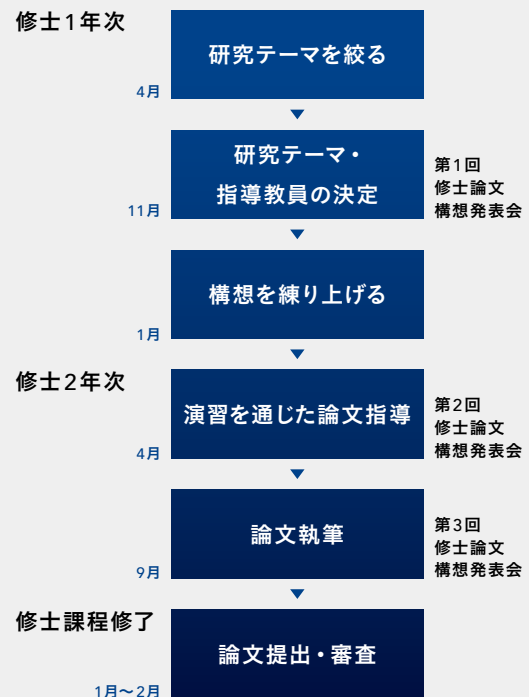 修士1年次
研究テーマを絞る
4月
研究テーマ・
指導教員の決定
11月
第1回
修士論文
構想発表会
構想を練り上げる
1月
修士2年次
演習を通じた論文指導
4月
第2回
修士論文
構想発表会
論文執筆
9月
第3回
修士論文
構想発表会
修士課程修了
論文提出・審査
1月〜2月